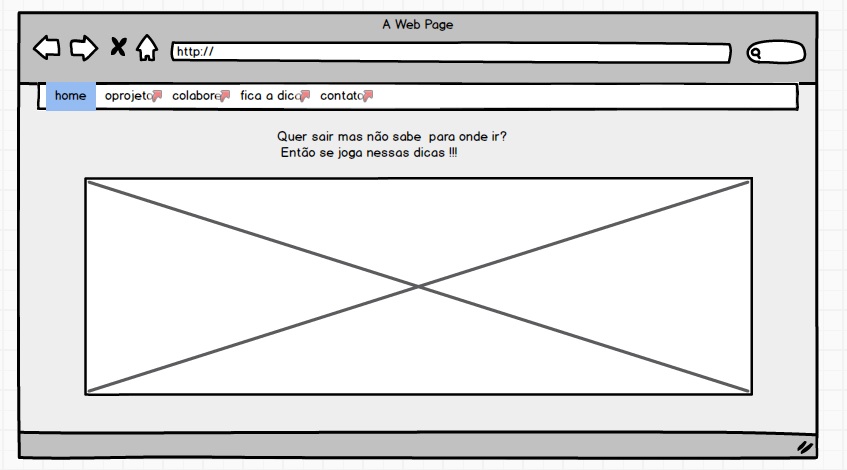 A Web Page
http://
home oprojeto colabore fica a dica contato
Quer sair mas não sabe para onde ir?
Então se joga nessas dicas !!!